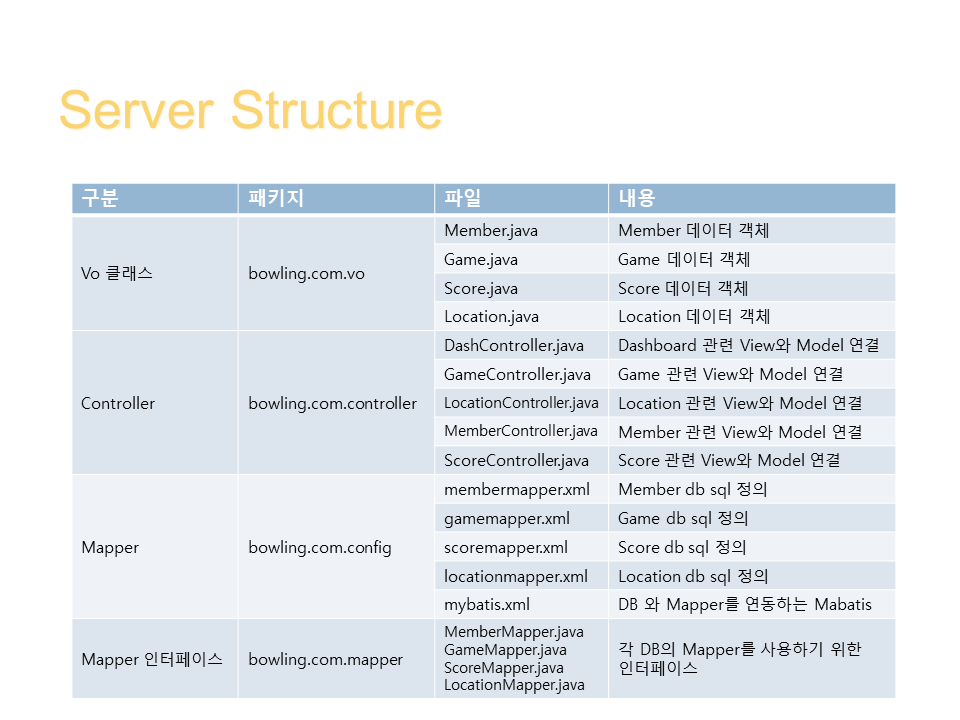 Server Structure
구분 패키지 파일 내용
Vo 클래스 bowling.com.vo Member.java Member 데이터 객체
Game.java Game 데이터 객체
Score.java Score 데이터 객체
Location.java Location 데이터 객체
Controller bowling.com.controller DashController.java Dashboard 관련 View와 Model 연결
GameController.java Game 관련 View와 Model 연결
LocationController.java Location 관련 View와 Model 연결
MemberController.java Member 관련 View와 Model 연결
ScoreController.java Score 관련 View와 Model 연결
Mapper bowling.com.config membermapper.xml Member db sql 정의
gamemapper.xml Game db sql 정의
scoremapper.xml Score db sql 정의
locationmapper.xml Location db sql 정의
mybatis.xml DB 와 Mapper를 연동하는 Mabatis
Mapper 인터페이스 bowling.com.mapper MemberMapper.java
GameMapper.java
ScoreMapper.java
LocationMapper.java
각 DB의 Mapper를 사용하기 위한
인터페이스